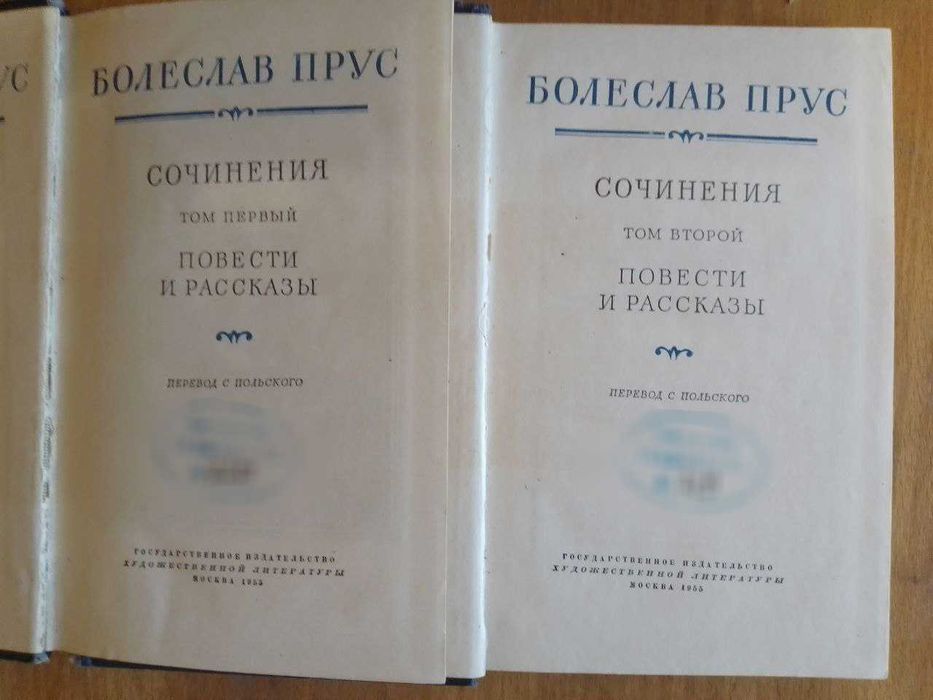 УС
БОЛЕСЛАВ ПРУС
СОЧИНЕНИЯ
ТОМ ПЕРВЫЙ
ПОВЕСТИ
И РАССКАЗЫ
ПЕРЕВОД С ПОЛЬСКОГО
ГОСУДАРСТВЕННОЕ ИЗДАТЕЛЬСТВО
ХУДОЖЕСТВЕННОЙ ЛИТЕРАТУРЫ
МОСКВА 1955
БОЛЕСЛАВ ПРУС
СОЧИНЕНИЯ
ТОМ ВТОРОЙ
ПОВЕСТИ
И РАССКАЗЫ
ПЕРЕВОД С ПОЛЬСКОГО
ГОСУДАРСТВЕННОЕ ИЗДАТЕЛЬСТВО
ХУДОЖЕСТВЕННОЙ ЛИТЕРАТУРЫ
МОСКВА 1955